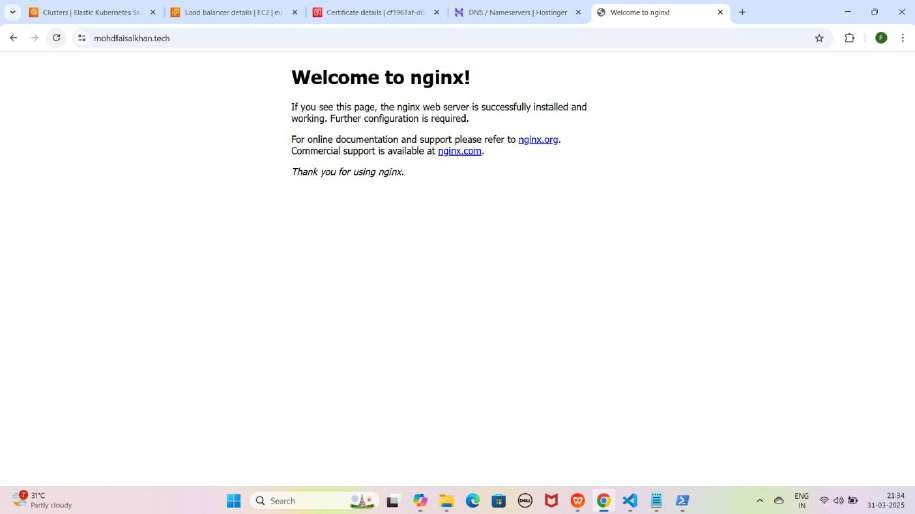 Clusters | Elastic Kubernetes Se
Load balancer details | EC2 | eu
Certificate details |
DNS / Nameservers | Hostinger
Welcome to nginx!
mohdfaisalkhan.tech
F
Welcome to nginx!
If you see this page, the nginx web server is successfully installed and
working. Further configuration is required.
For online documentation and support please refer to nginx.org.
Commercial support is available at nginx.com.
Thank you for using nginx.
7
31°C
Partly cloudy
Search
DELL
ENG
IN
21:34
31-03-2025